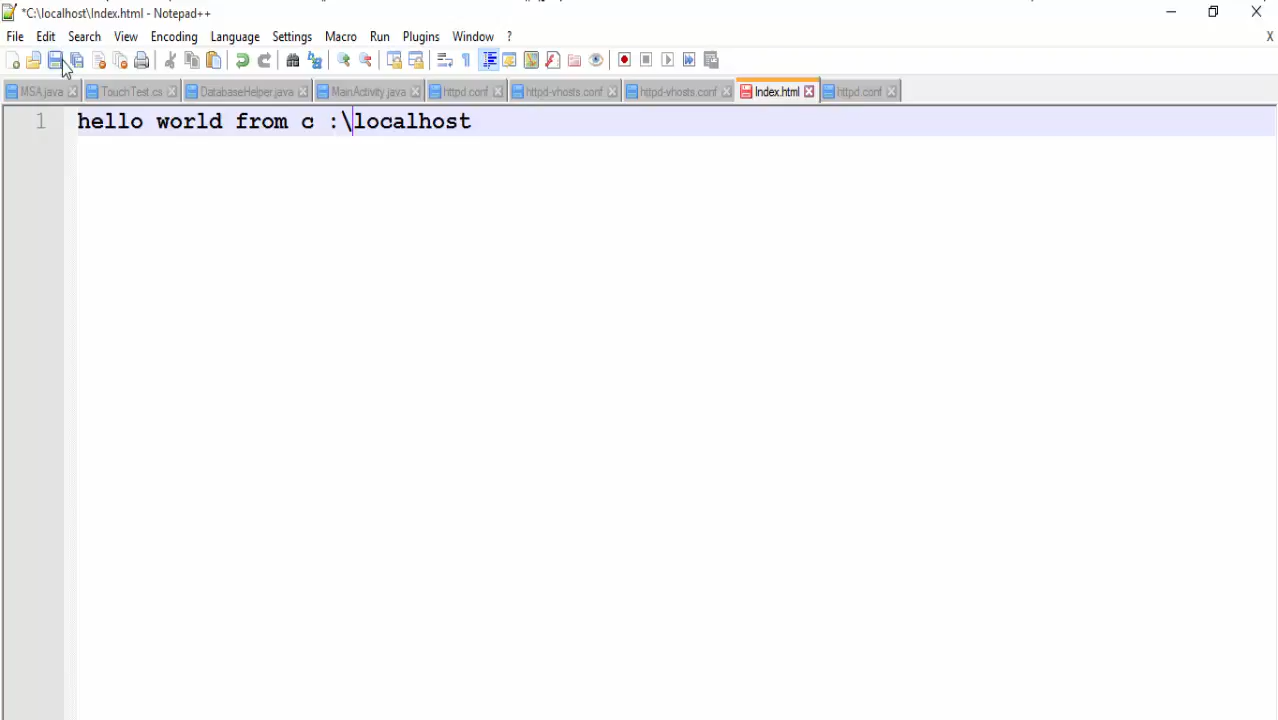 *C:\localhost\Index.html - Notepad++
File Edit Search View Encoding Language Settings Macro Run Plugins Window ? X
MSA.java TouchTest.cs DatabaseHelper.java MainActivity.java httpd.conf httpd-vhosts.conf httpd-vhosts.conf Index.html httpd.conf
1 hello world from c :\localhost